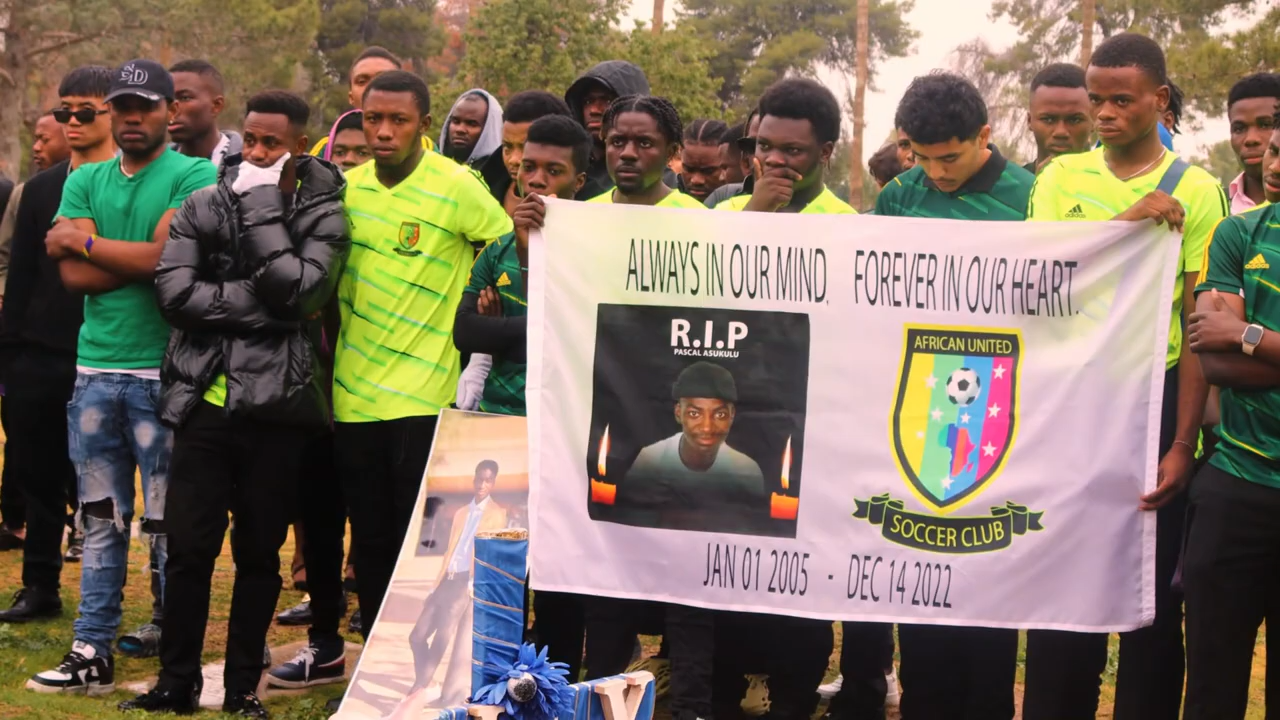 ALWAYS IN OUR MIND, FOREVER IN OUR HEART.
R.I.P
PASCAL ASUKULU
AFRICAN UNITED
SOCCER CLUB
JAN 01 2005 - DEC 14 2022
SD
adidas